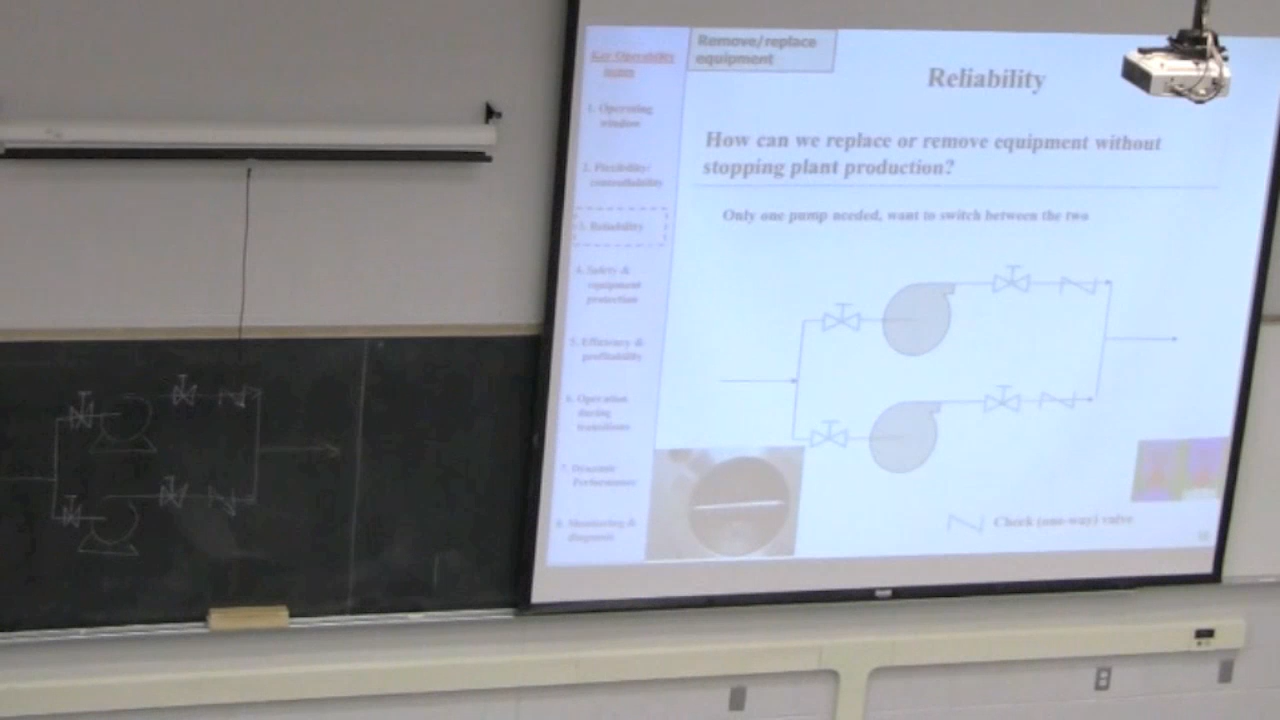 Remove/replace
equipment
Reliability
Key Operability
issues
1. Operating
window
2. Flexibility/
controllability
3. Reliability
4. Safety &
equipment
protection
5. Efficiency &
profitability
6. Operation
during
transitions
7. Dynamic
Performance
8. Monitoring &
diagnosis
How can we replace or remove equipment without
stopping plant production?
Only one pump needed, want to switch between the two
Check (one-way) valve